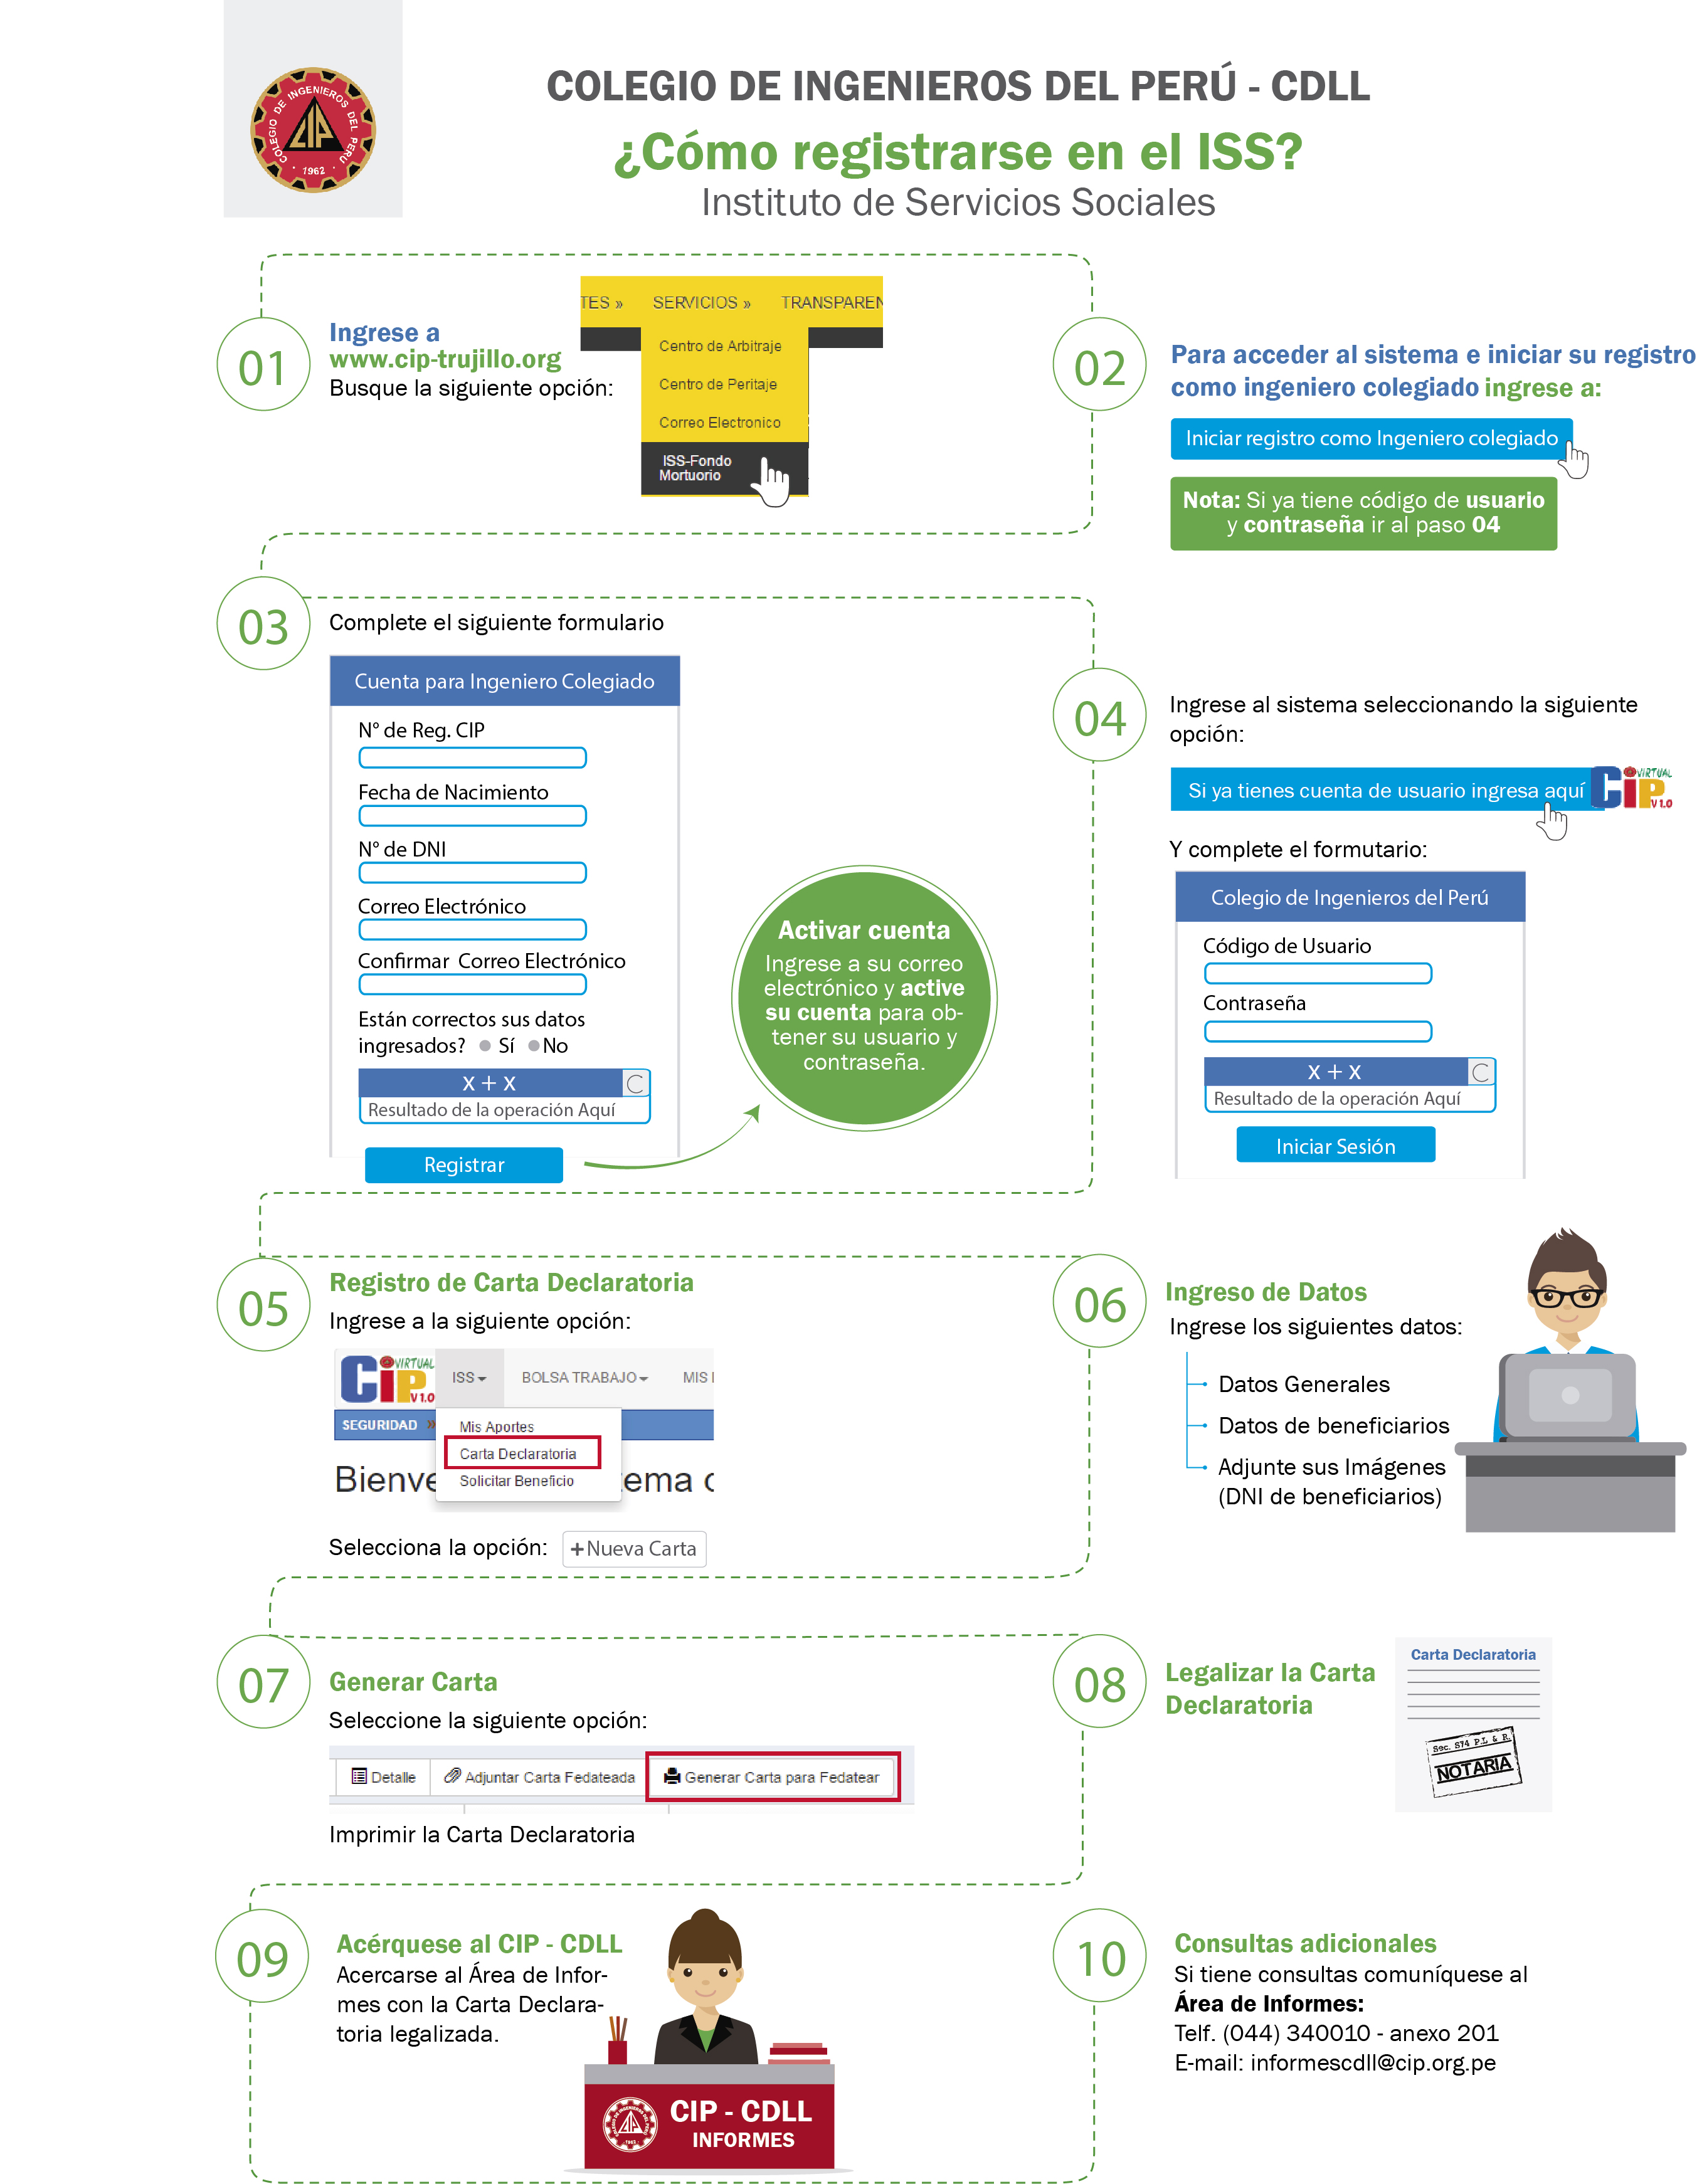 COLEGIO DE INGENIEROS DEL PERU
CIP
1962
COLEGIO DE INGENIEROS DEL PERÚ - CDLL
¿Cómo registrarse en el ISS?
Instituto de Servicios Sociales
01
Ingrese a
www.cip-trujillo.org
Busque la siguiente opción:
TES »
SERVICIOS »
TRANSPAREN
Centro de Arbitraje
Centro de Peritaje
Correo Electronico
ISS-Fondo
Mortuorio
02
Para acceder al sistema e iniciar su registro
como ingeniero colegiado ingrese a:
Iniciar registro como Ingeniero colegiado
Nota: Si ya tiene código de usuario
y contraseña ir al paso 04
03
Complete el siguiente formulario
Cuenta para Ingeniero Colegiado
N° de Reg. CIP
Fecha de Nacimiento
N° de DNI
Correo Electrónico
Confirmar Correo Electrónico
Están correctos sus datos
ingresados? Sí No
x + x
Resultado de la operación Aquí
Registrar
Activar cuenta
Ingrese a su correo
electrónico y active
su cuenta para ob-
tener su usuario y
contraseña.
04
Ingrese al sistema seleccionando la siguiente
opción:
Si ya tienes cuenta de usuario ingresa aquí
CIP VIRTUAL V 1.0
Y complete el formutario:
Colegio de Ingenieros del Perú
Código de Usuario
Contraseña
x + x
Resultado de la operación Aquí
Iniciar Sesión
05
Registro de Carta Declaratoria
Ingrese a la siguiente opción:
CIP VIRTUAL V 1.0
ISS
BOLSA TRABAJO
MIS
SEGURIDAD »
Mis Aportes
Carta Declaratoria
Solicitar Beneficio
Bienve
tema
Selecciona la opción: +Nueva Carta
06
Ingreso de Datos
Ingrese los siguientes datos:
Datos Generales
Datos de beneficiarios
Adjunte sus Imágenes
(DNI de beneficiarios)
07
Generar Carta
Seleccione la siguiente opción:
Detalle
Adjuntar Carta Fedateada
Generar Carta para Fedatear
Imprimir la Carta Declaratoria
08
Legalizar la Carta
Declaratoria
Carta Declaratoria
Sec. S74 P.L & R.
NOTARIA
09
Acérquese al CIP - CDLL
Acercarse al Área de Infor-
mes con la Carta Declara-
toria legalizada.
CIP - CDLL
INFORMES
10
Consultas adicionales
Si tiene consultas comuníquese al
Área de Informes:
Telf. (044) 340010 - anexo 201
E-mail: informescdll@cip.org.pe